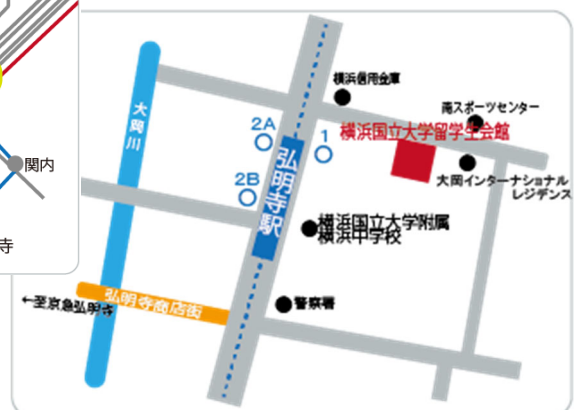 関内
寺
横浜信用金庫
南スポーツセンター
大岡川
2A
1
横浜国立大学留学生会館
弘明寺駅
2B
大岡インターナショナル
レジデンス
横浜国立大学附属
横浜中学校
←至京急弘明寺
弘明寺商店街
警察署